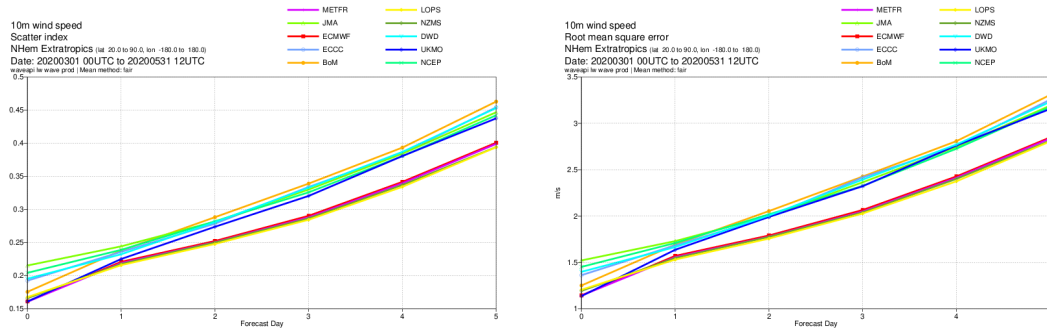 10m wind speed
Scatter index
NHem Extratropics (lat 20.0 to 90.0, lon -180.0 to 180.0)
Date: 20200301 00UTC to 20200531 12UTC
waveapi lw wave prod | Mean method: fair
METFR
JMA
ECMWF
ECCC
BoM
LOPS
NZMS
DWD
UKMO
NCEP
0.5
0.45
0.4
0.35
0.3
0.25
0.2
0.15
0 1 2 3 4 5
Forecast Day
10m wind speed
Root mean square error
NHem Extratropics (lat 20.0 to 90.0, lon -180.0 to 180.0)
Date: 20200301 00UTC to 20200531 12UTC
waveapi lw wave prod | Mean method: fair
METFR
JMA
ECMWF
ECCC
BoM
LOPS
NZMS
DWD
UKMO
NCEP
3.5
3
2.5
2
1.5
1
m/s
0 1 2 3 4
Forecast Day